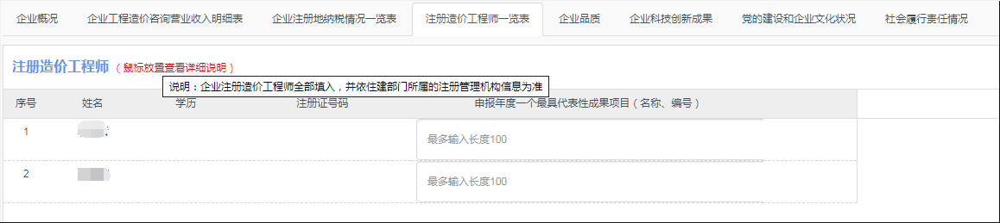 企业概况 企业工程造价咨询营业收入明细表 企业注册地纳税情况一览表 注册造价工程师一览表 企业品质 企业科技创新成果 党的建设和企业文化状况 社会履行责任情况
注册造价工程师（鼠标放置查看详细说明）
说明：企业注册造价工程师全部填入，并依住建部门所属的注册管理机构信息为准
序号 姓名 学历 注册证号码 申报年度一个最具代表性成果项目（名称、编号）
1 最多输入长度100
2 最多输入长度100